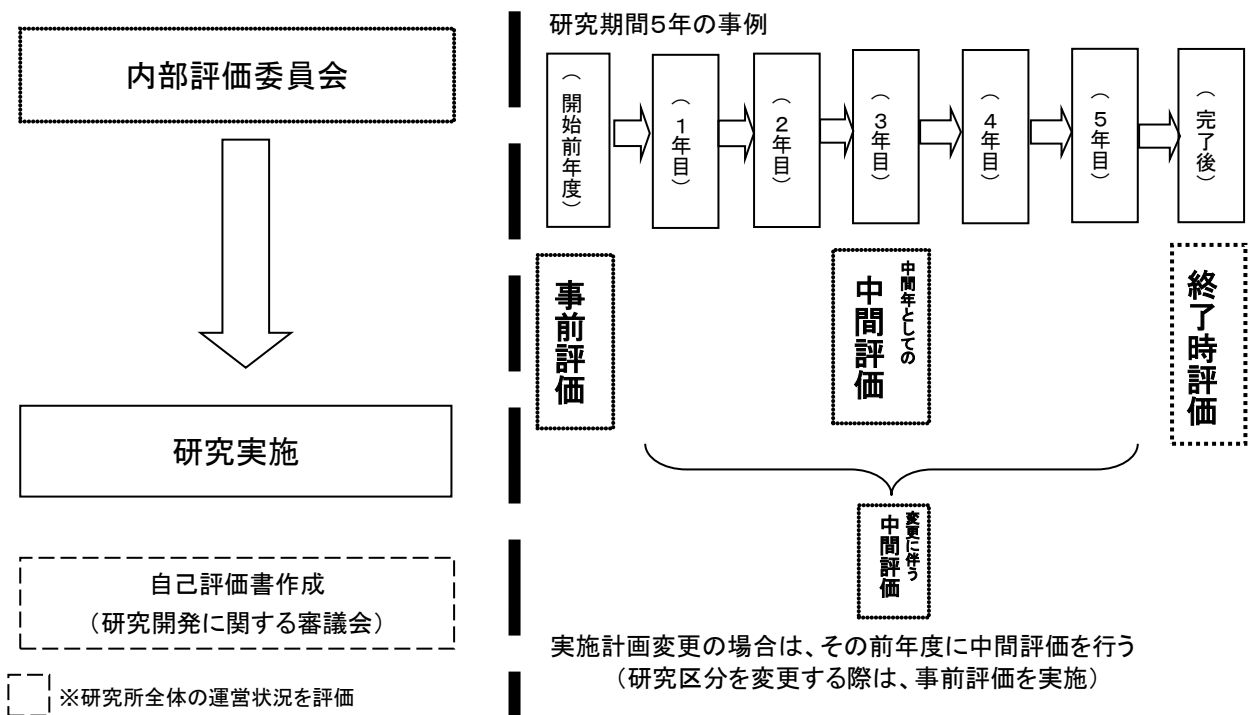 内部評価委員会
研究実施
自己評価書作成
(研究開発に関する審議会)
※研究所全体の運営状況を評価
研究期間5年の事例
(開始前年度)
(1年目)
(2年目)
(3年目)
(4年目)
(5年目)
(完了後)
事前評価
中間年としての
中間評価
終了時評価
変更に伴う
中間評価
実施計画変更の場合は、その前年度に中間評価を行う
(研究区分を変更する際は、事前評価を実施)